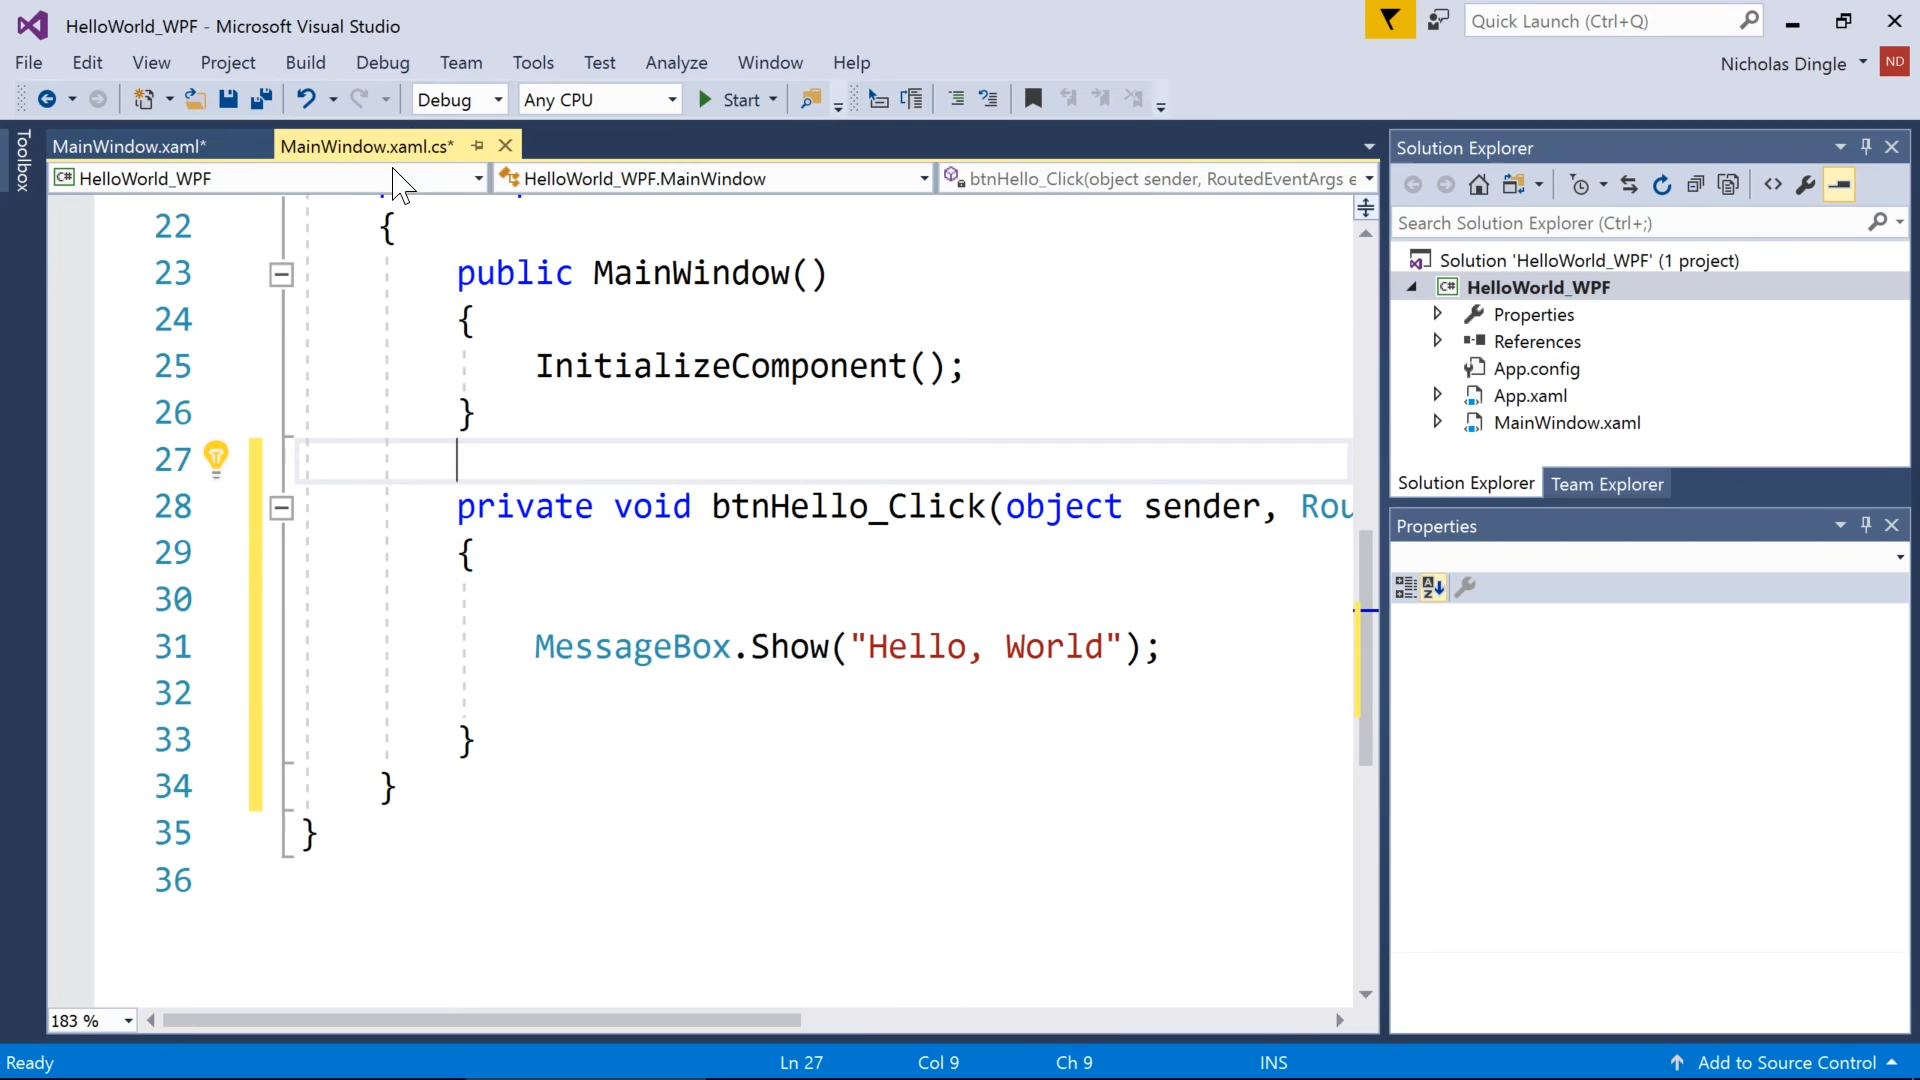 HelloWorld_WPF - Microsoft Visual Studio
Quick Launch (Ctrl+Q)
File Edit View Project Build Debug Team Tools Test Analyze Window Help
Nicholas Dingle ND
Debug Any CPU Start
Toolbox
MainWindow.xaml* MainWindow.xaml.cs*
C# HelloWorld_WPF HelloWorld_WPF.MainWindow btnHello_Click(object sender, RoutedEventArgs e
22 {
23 public MainWindow()
24 {
25 InitializeComponent();
26 }
27
28 private void btnHello_Click(object sender, Rou
29 {
30
31 MessageBox.Show("Hello, World");
32
33 }
34 }
35 }
36
183 %
Solution Explorer
Search Solution Explorer (Ctrl+;)
Solution 'HelloWorld_WPF' (1 project)
C# HelloWorld_WPF
Properties
References
App.config
App.xaml
MainWindow.xaml
Solution Explorer Team Explorer
Properties
Ready Ln 27 Col 9 Ch 9 INS Add to Source Control